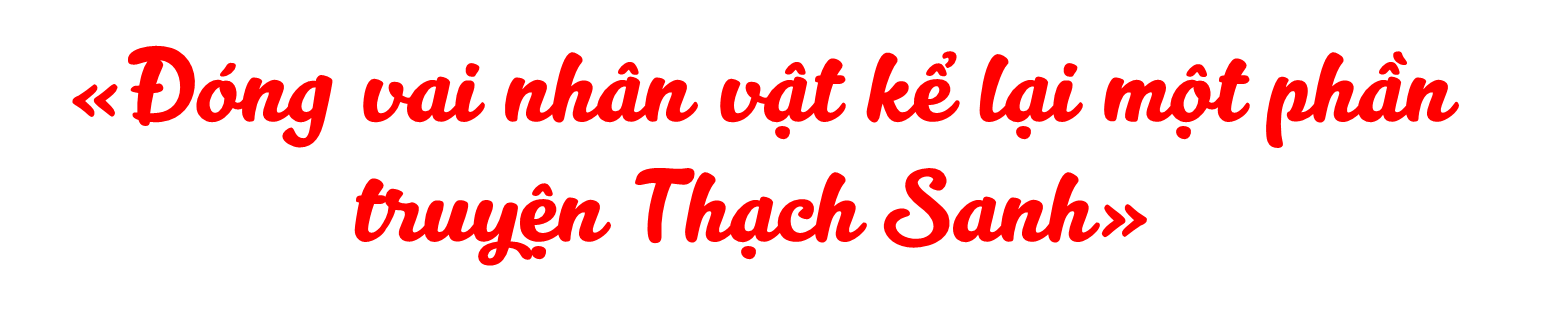 «Đóng vai nhân vật kể lại một phần
truyện Thạch Sanh»